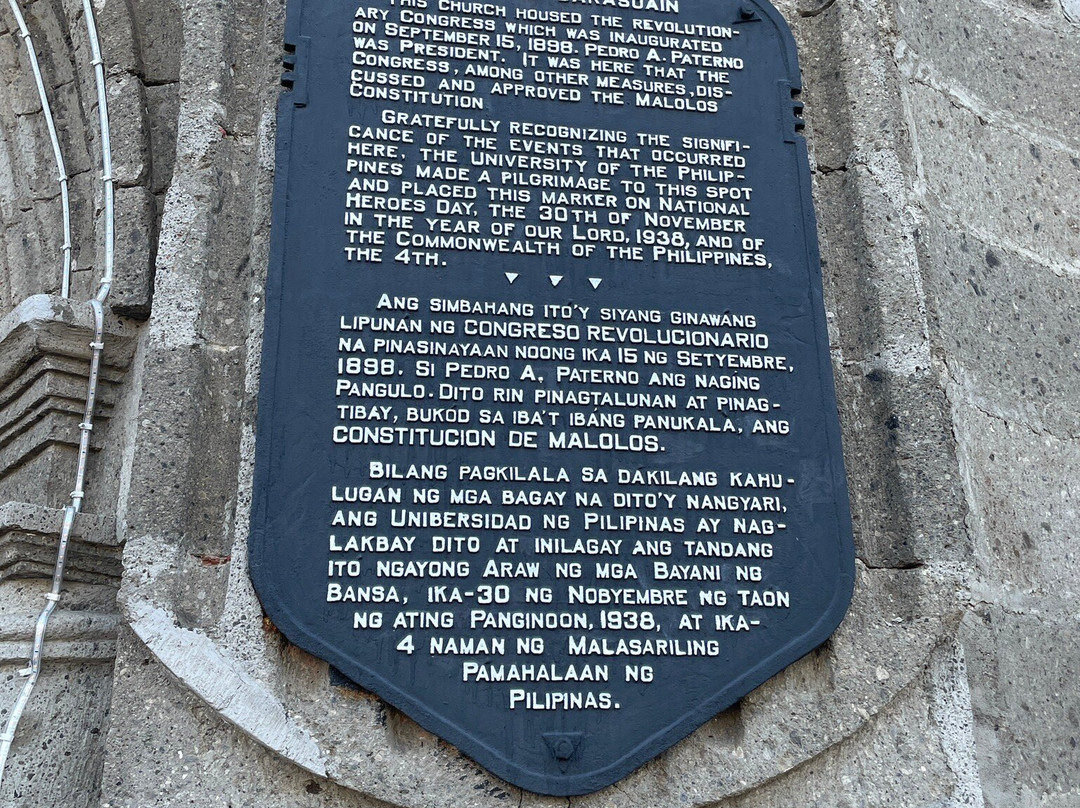 BARASOAIN
THIS CHURCH HOUSED THE REVOLUTION-
ARY CONGRESS WHICH WAS INAUGURATED
ON SEPTEMBER 15, 1898. PEDRO A. PATERNO
WAS PRESIDENT. IT WAS HERE THAT THE
CONGRESS, AMONG OTHER MEASURES, DIS-
CUSSED AND APPROVED THE MALOLOS
CONSTITUTION
GRATEFULLY RECOGNIZING THE SIGNIFI-
CANCE OF THE EVENTS THAT OCCURRED
HERE, THE UNIVERSITY OF THE PHILIP-
PINES MADE A PILGRIMAGE TO THIS SPOT
AND PLACED THIS MARKER ON NATIONAL
HEROES DAY, THE 30TH OF NOVEMBER
IN THE YEAR OF OUR LORD, 1938, AND OF
THE COMMONWEALTH OF THE PHILIPPINES,
THE 4TH.
ANG SIMBAHANG ITO'Y SIYANG GINAWANG
LIPUNAN NG CONGRESO REVOLUCIONARIO
NA PINASINAYAAN NOONG IKA 15 NG SETYEMBRE,
1898. SI PEDRO A. PATERNO ANG NAGING
PANGULO. DITO RIN PINAGTALUNAN AT PINAG-
TIBAY, BUKOD SA IBA'T IBÁNG PANUKALA, ANG
CONSTITUCION DE MALOLOS.
BILANG PAGKILALA SA DAKILANG KAHU-
LUGAN NG MGA BAGAY NA DITO'Y NANGYARI,
ANG UNIBERSIDAD NG PILIPINAS AY NAG-
LAKBAY DITO AT INILAGAY ANG TANDANG
ITO NGAYONG ARAW NG MGA BAYANI NG
BANSA, IKA-30 NG NOBYEMBRE NG TAON
NG ATING PANGINOON, 1938, AT IKA-
4 NAMAN NG MALASARILING
PAMAHALAAN NG
PILIPINAS.